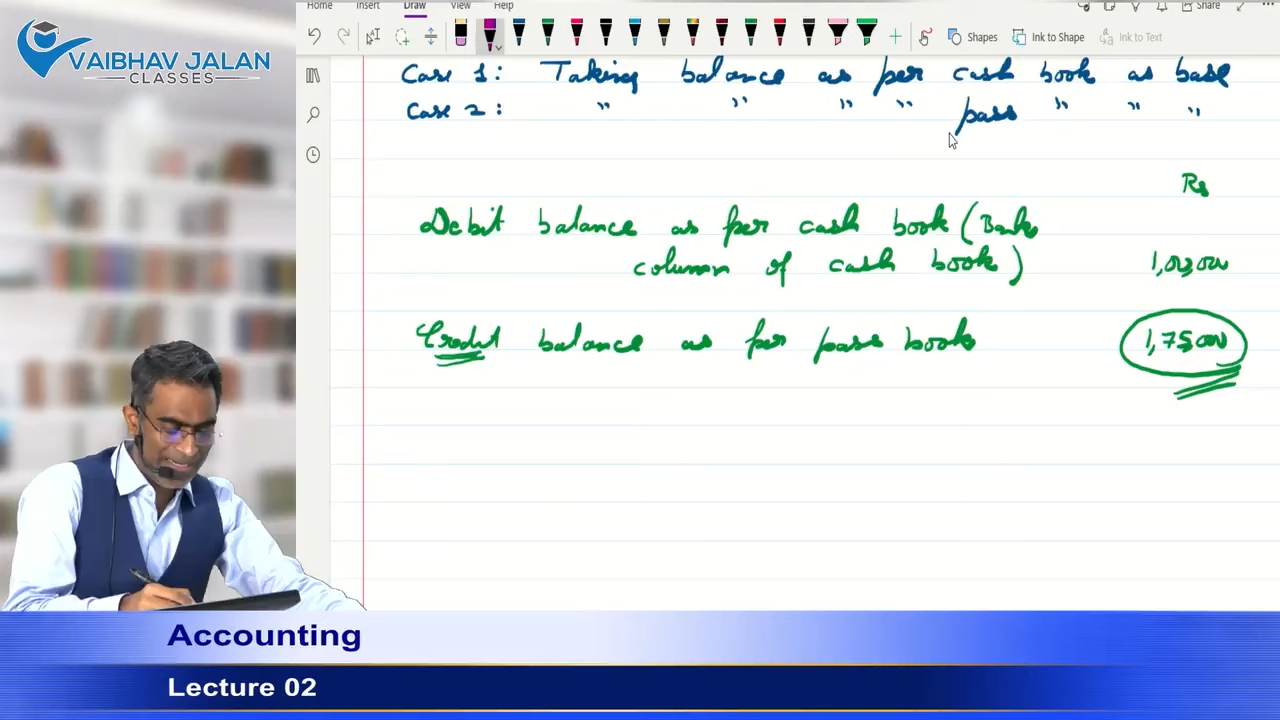 Home Insert Draw View Help Share
VAIBHAV JALAN
CLASSES
Shapes Ink to Shape Ink to Text
Case 1: Taking balance as per cash book as base
Case 2: " " " " pass " " "
Rs
Debit balance as per cash book (Bank
column of cash book) 1,00,000
Credit balance as per pass book 1,75,000
Accounting
Lecture 02